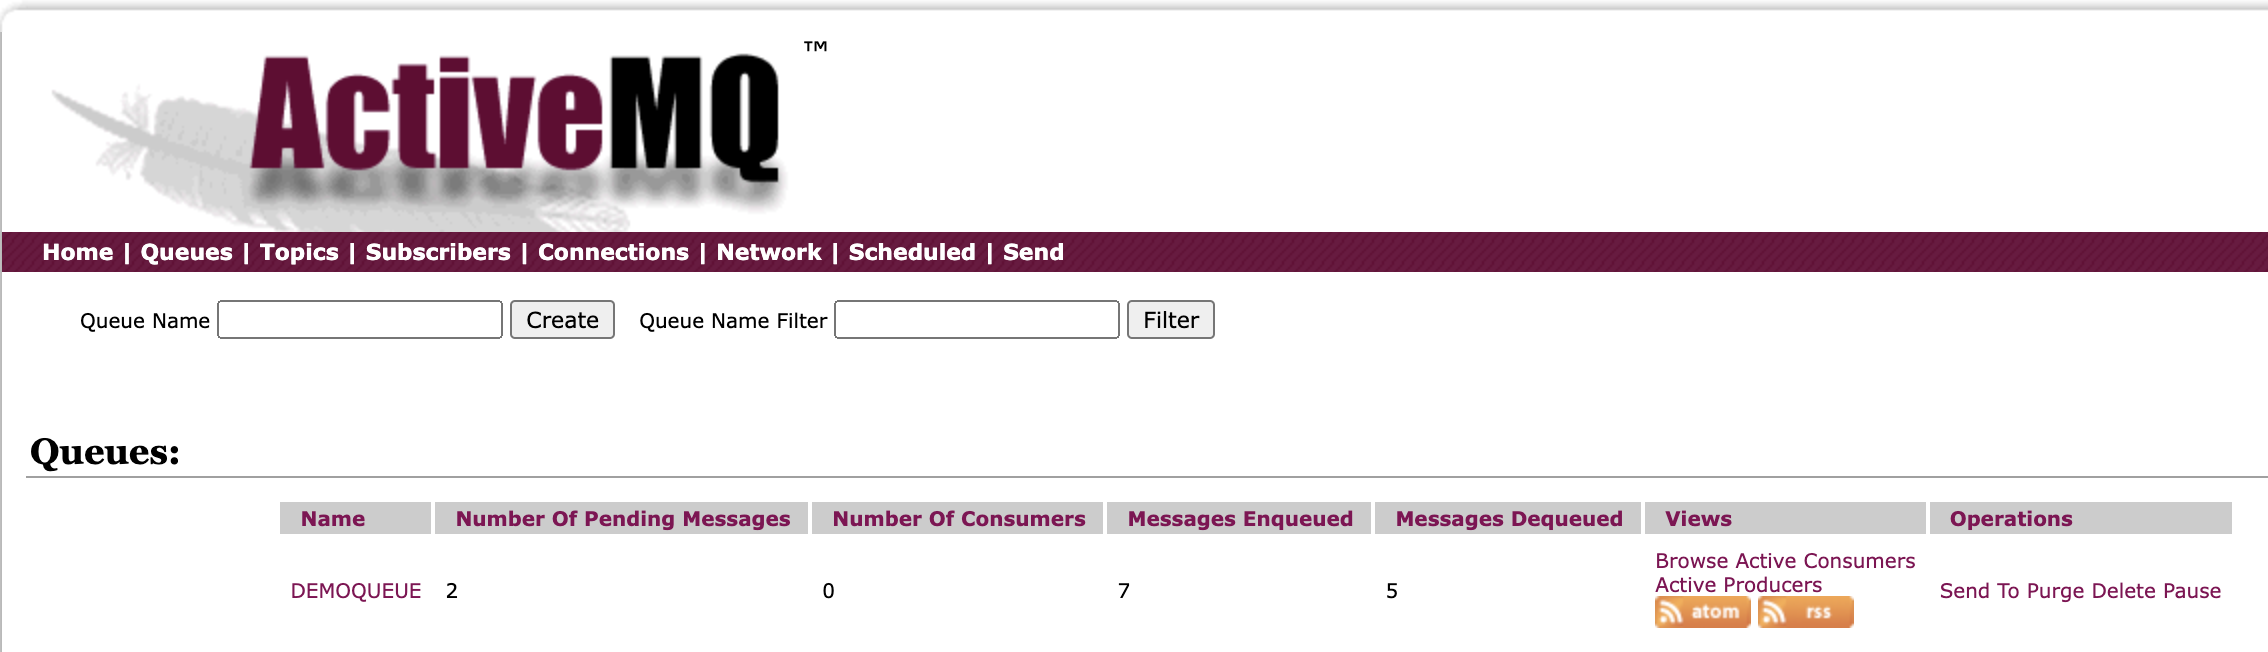 ActiveMQ ™
Home | Queues | Topics | Subscribers | Connections | Network | Scheduled | Send
Queue Name Create Queue Name Filter Filter
Queues:
Name Number Of Pending Messages Number Of Consumers Messages Enqueued Messages Dequeued Views Operations
DEMOQUEUE 2 0 7 5 Browse Active Consumers
Active Producers
atom rss
Send To Purge Delete Pause